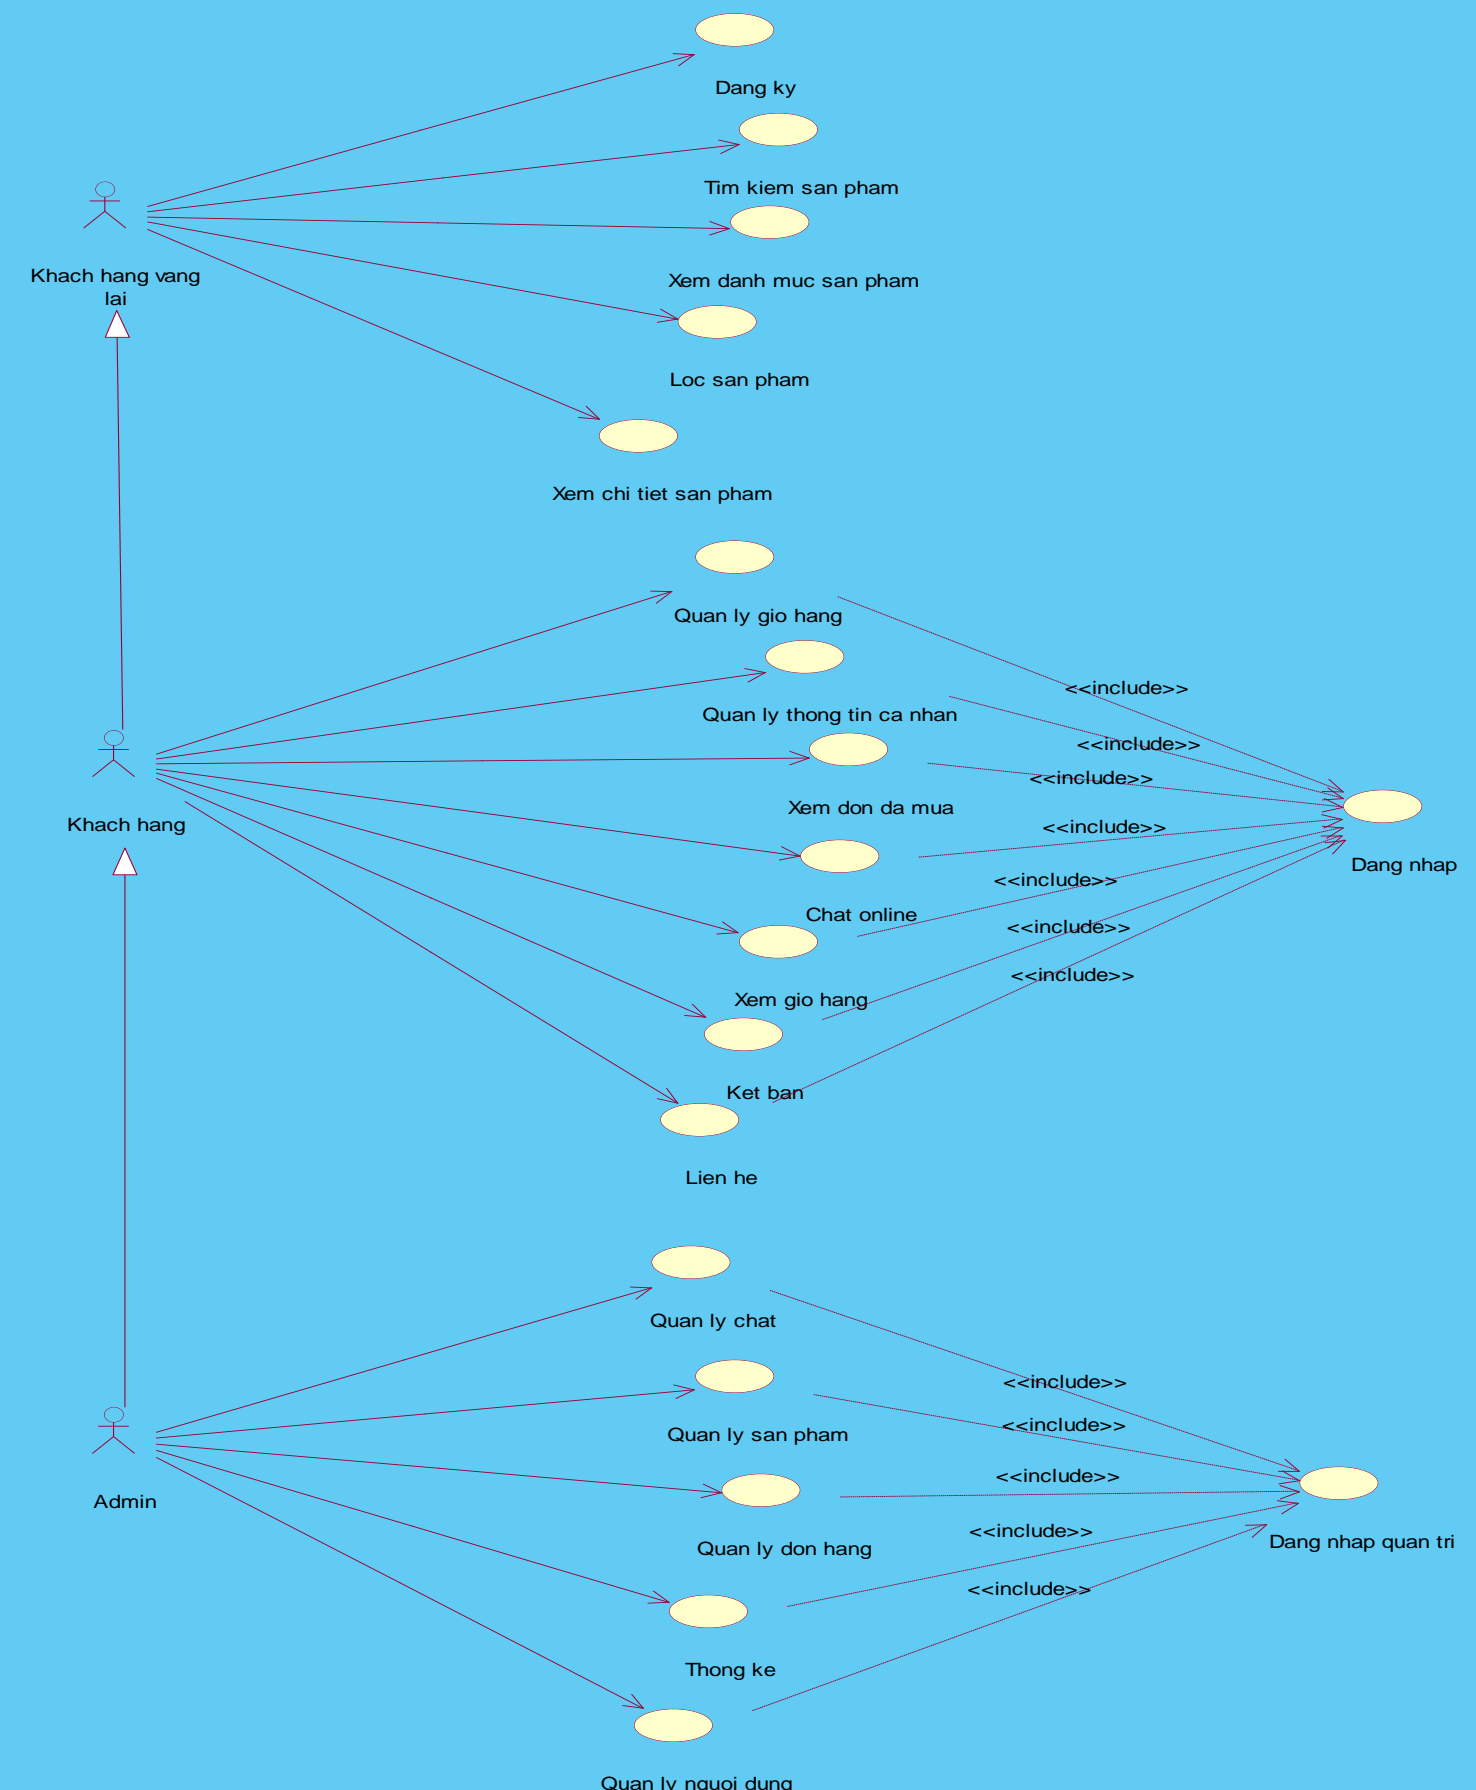 Dang ky
Tim kiem san pham
Khach hang vang
lai
Xem danh muc san pham
Loc san pham
Xem chi tiet san pham
Quan ly gio hang
<<include>>
Quan ly thong tin ca nhan
<<include>>
<<include>>
Xem don da mua
Khach hang
<<include>>
Dang nhap
<<include>>
Chat online
<<include>>
<<include>>
Xem gio hang
Ket ban
Lien he
Quan ly chat
<<include>>
<<include>>
Quan ly san pham
<<include>>
Admin
<<include>>
Dang nhap quan tri
Quan ly don hang
<<include>>
Thong ke
Quan ly nguoi dung